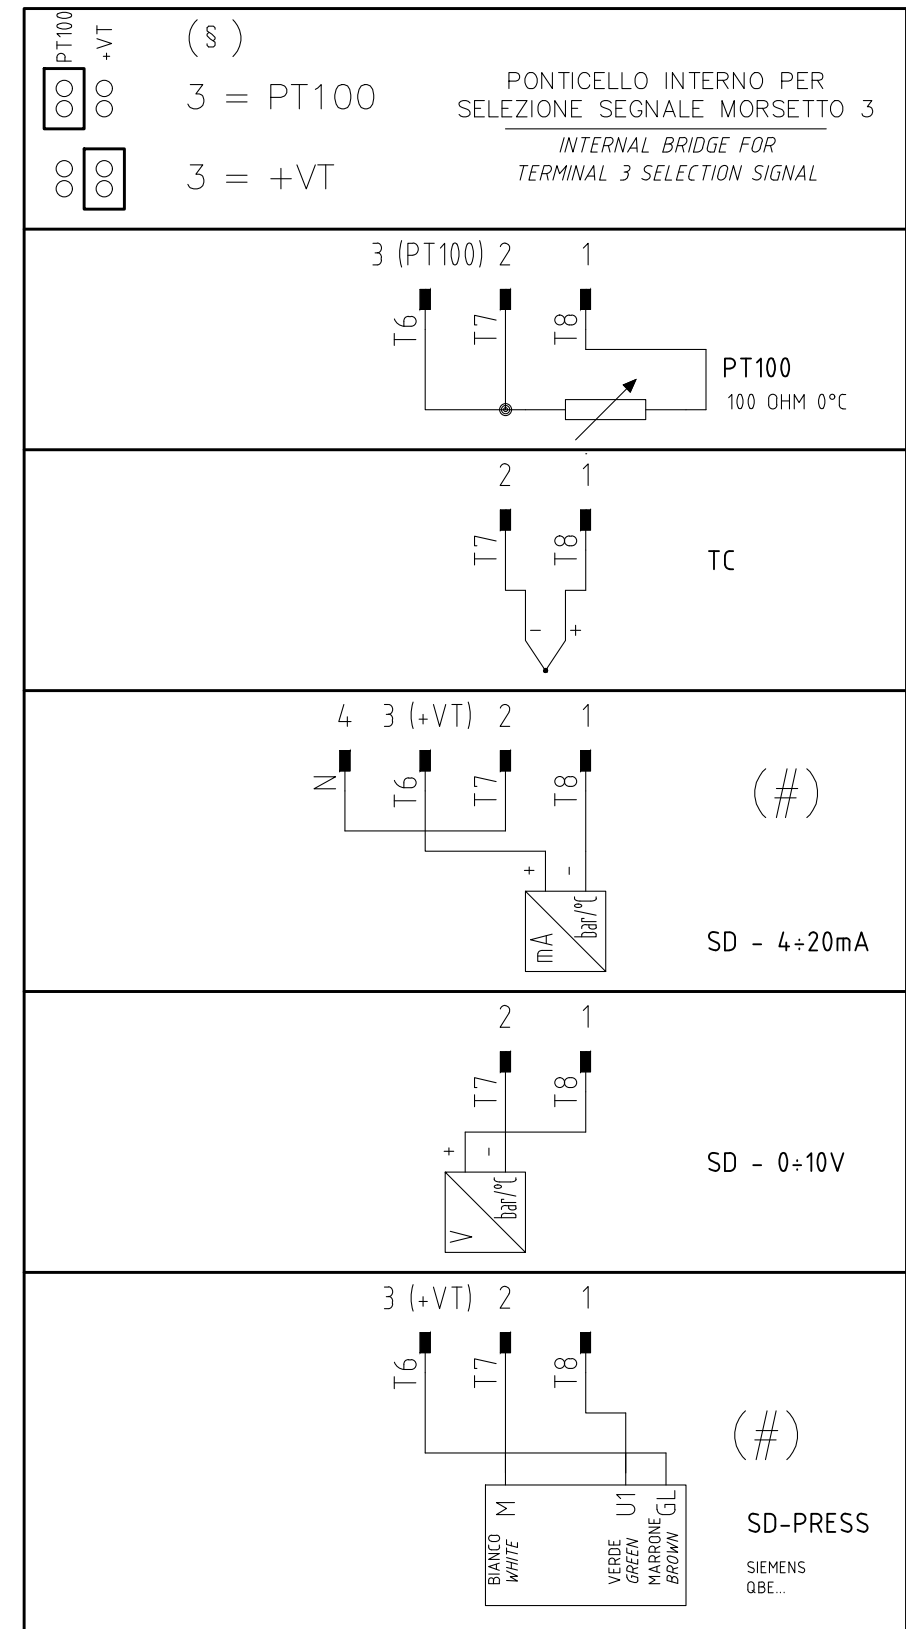 PT100
+VT
(§ )
3 = PT100
3 = +VT
PONTICELLO INTERNO PER
SELEZIONE SEGNALE MORSETTO 3
INTERNAL BRIDGE FOR
TERMINAL 3 SELECTION SIGNAL
3 (PT100) 2 1
T6 T7 T8
PT100
100 OHM 0°C
2 1
T7 T8
TC
- +
4 3 (+VT) 2 1
N T6 T7 T8
(#)
+ -
mA bar/°C
SD - 4÷20mA
2 1
T7 T8
+ -
V bar/°C
SD - 0÷10V
3 (+VT) 2 1
T6 T7 T8
(#)
M U1 GL
BIANCO
WHITE
VERDE
GREEN
MARRONE
BROWN
SD-PRESS
SIEMENS
QBE...